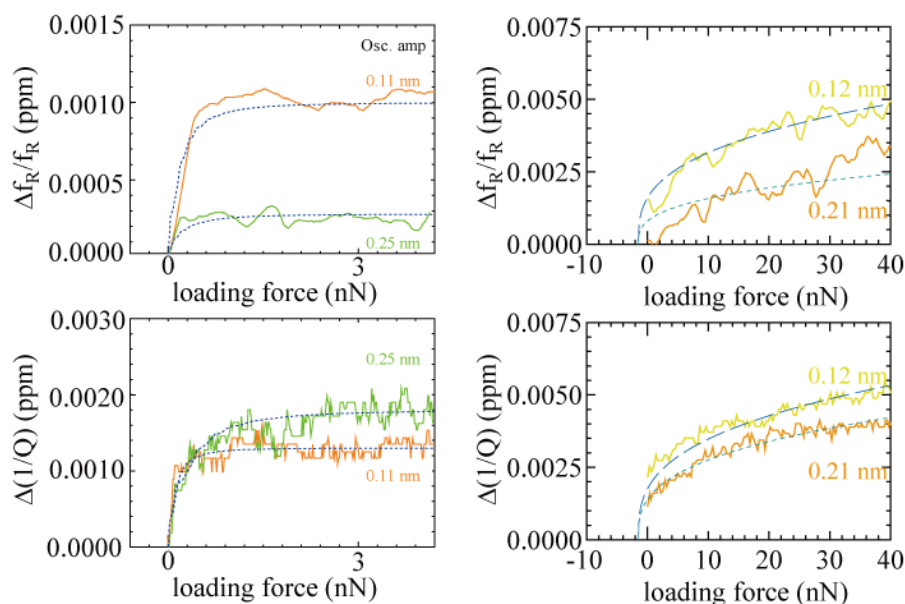 0.0015
Osc. amp
0.11 nm
0.0010
0.0005
0.25 nm
0.0000
0
3
Δf_R/f_R (ppm)
loading force (nN)
0.0075
0.12 nm
0.0050
0.0025
0.21 nm
0.0000
-10 0 10 20 30 40
Δf_R/f_R (ppm)
loading force (nN)
0.0030
0.25 nm
0.0020
0.0010
0.11 nm
0.0000
0
3
Δ(1/Q) (ppm)
loading force (nN)
0.0075
0.12 nm
0.0050
0.0025
0.21 nm
0.0000
-10 0 10 20 30 40
Δ(1/Q) (ppm)
loading force (nN)